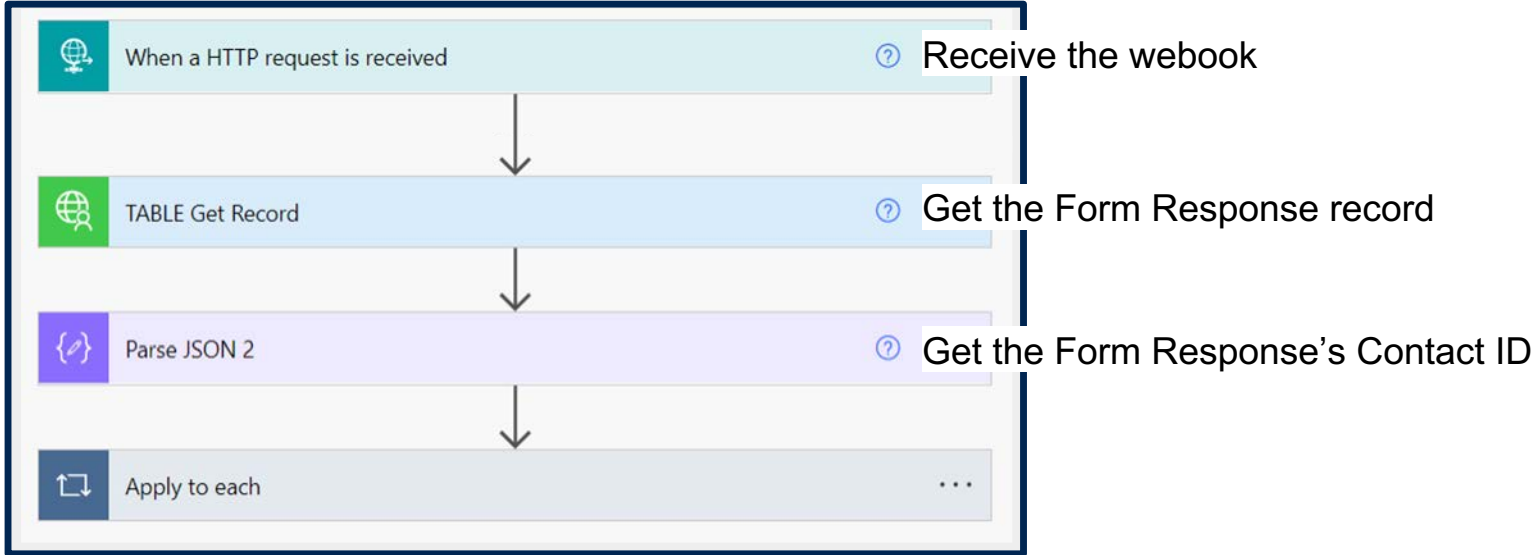 When a HTTP request is received Receive the webook
TABLE Get Record Get the Form Response record
Parse JSON 2 Get the Form Response’s Contact ID
Apply to each